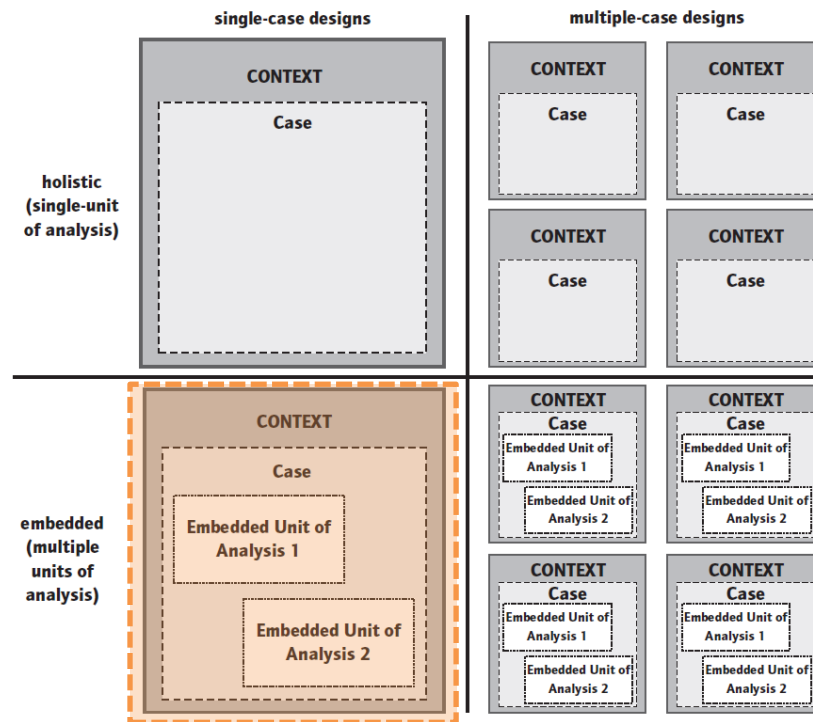 single-case designs
multiple-case designs
holistic
(single-unit
of analysis)
CONTEXT
Case
CONTEXT
Case
CONTEXT
Case
CONTEXT
Case
CONTEXT
Case
embedded
(multiple
units of
analysis)
CONTEXT
Case
Embedded Unit of
Analysis 1
Embedded Unit of
Analysis 2
CONTEXT
Case
Embedded Unit of
Analysis 1
Embedded Unit of
Analysis 2
CONTEXT
Case
Embedded Unit of
Analysis 1
Embedded Unit of
Analysis 2
CONTEXT
Case
Embedded Unit of
Analysis 1
Embedded Unit of
Analysis 2
CONTEXT
Case
Embedded Unit of
Analysis 1
Embedded Unit of
Analysis 2